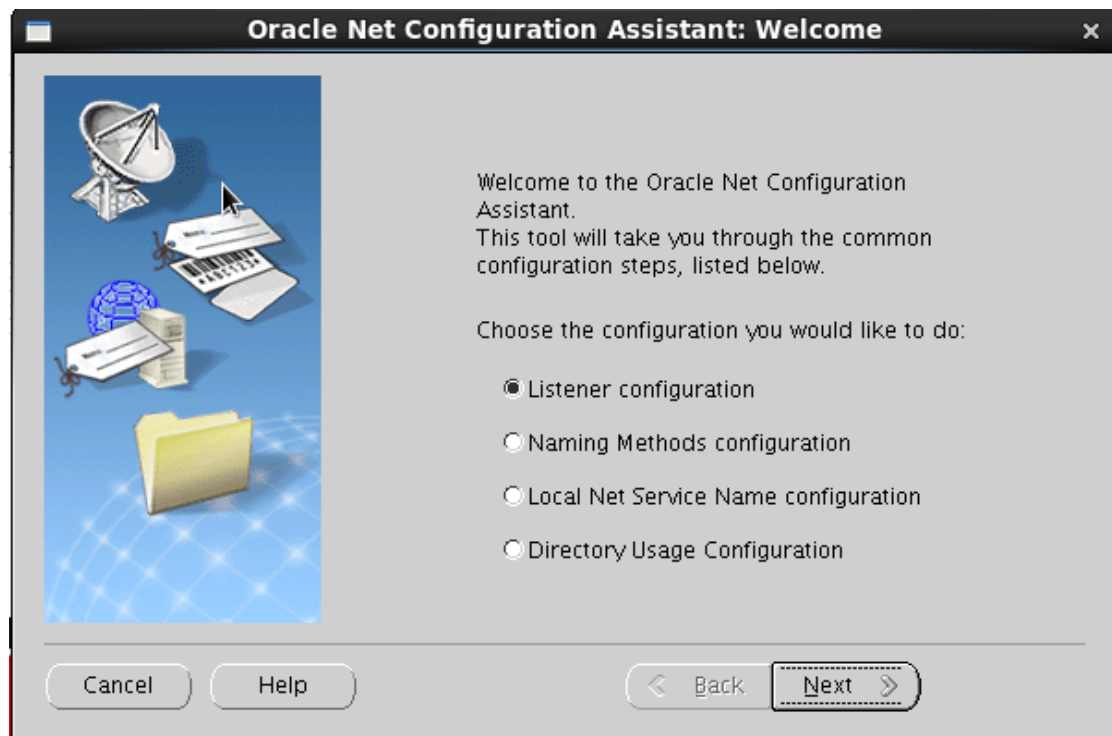 Oracle Net Configuration Assistant: Welcome
Welcome to the Oracle Net Configuration
Assistant.
This tool will take you through the common
configuration steps, listed below.
Choose the configuration you would like to do:
Listener configuration
Naming Methods configuration
Local Net Service Name configuration
Directory Usage Configuration
Cancel
Help
Back
Next